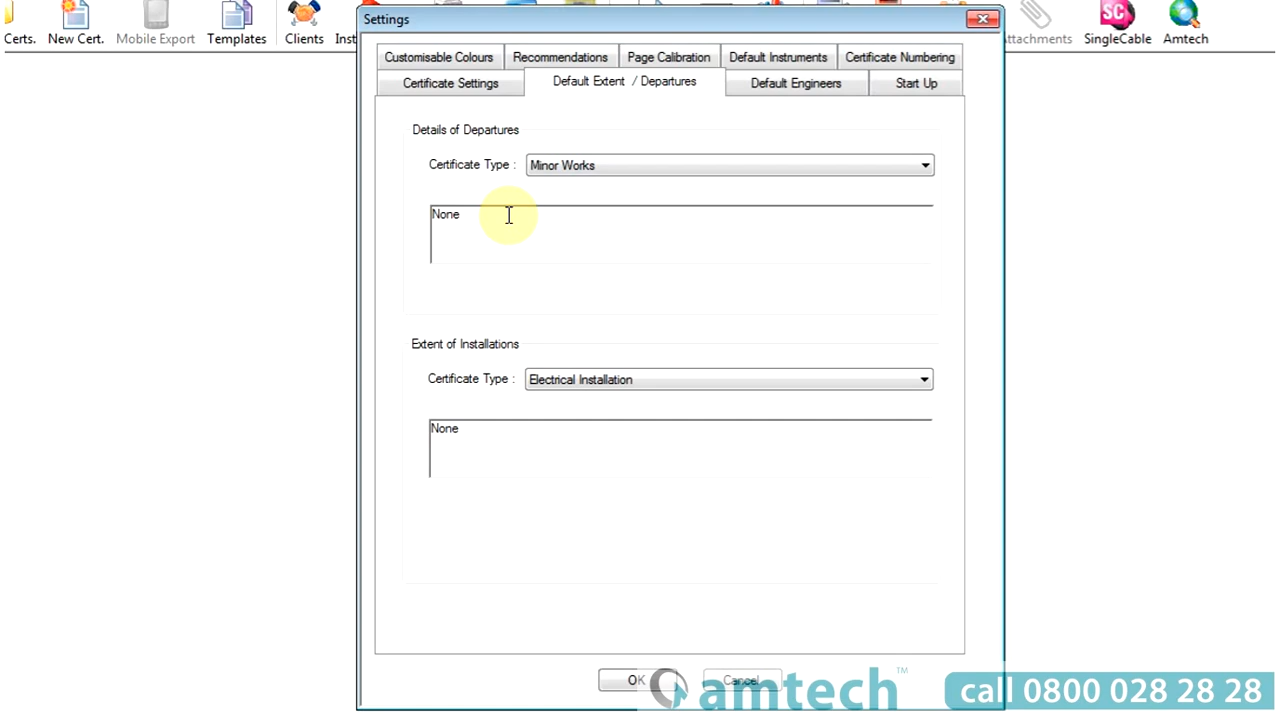 Settings
Certs. New Cert. Mobile Export Templates Clients Inst
ttachments SingleCable Amtech
SC
Customisable Colours Recommendations Page Calibration Default Instruments Certificate Numbering
Certificate Settings Default Extent / Departures Default Engineers Start Up
Details of Departures
Certificate Type : Minor Works
None
Extent of Installations
Certificate Type : Electrical Installation
None
OK Cancel
amtech™ call 0800 028 28 28